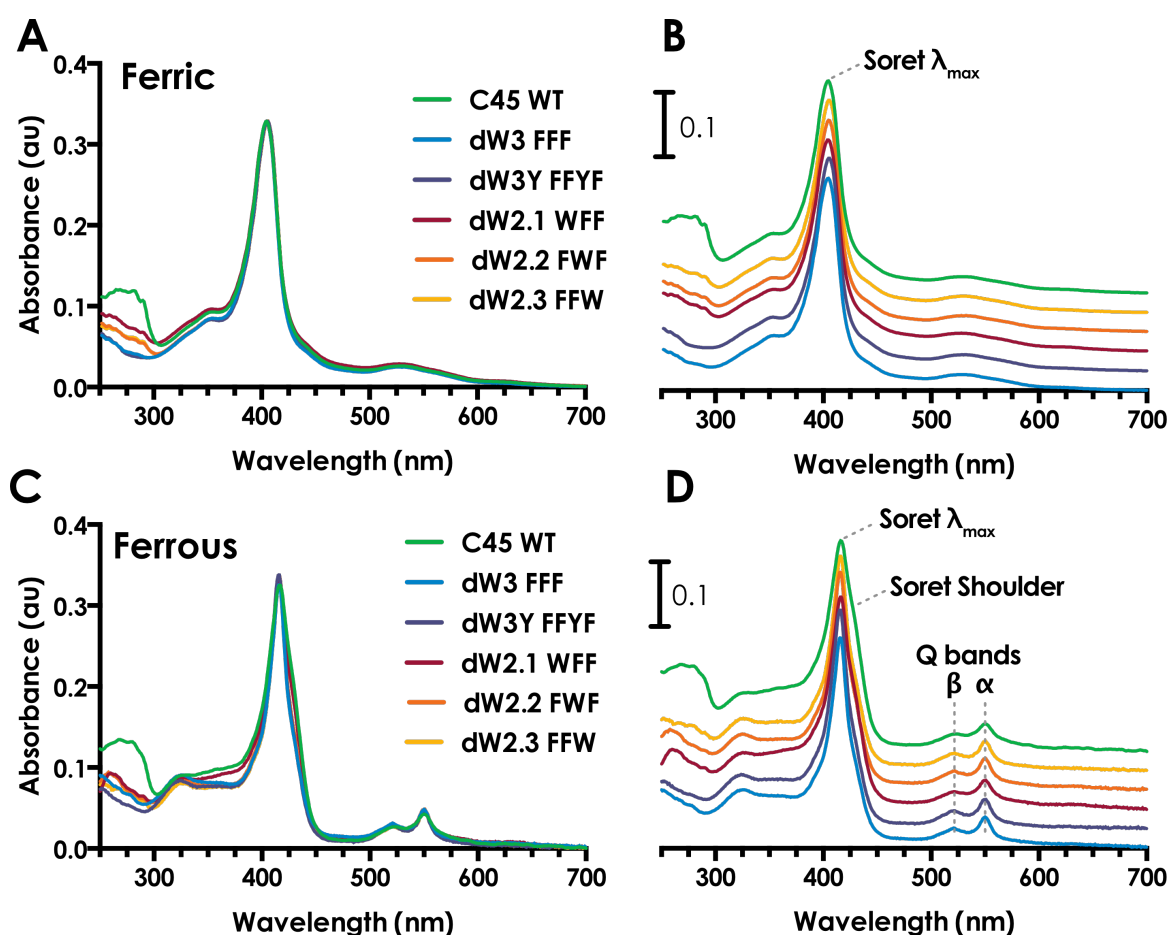 A
B
Ferric
0.4
0.3
0.2
0.1
0.0
Absorbance (au)
C45 WT
dW3 FFF
dW3Y FFYF
dW2.1 WFF
dW2.2 FWF
dW2.3 FFW
300 400 500 600 700
Wavelength (nm)
Soret λmax
0.1
300 400 500 600 700
Wavelength (nm)
C
D
Ferrous
0.4
0.3
0.2
0.1
0.0
Absorbance (au)
C45 WT
dW3 FFF
dW3Y FFYF
dW2.1 WFF
dW2.2 FWF
dW2.3 FFW
300 400 500 600 700
Wavelength (nm)
Soret λmax
0.1
Soret Shoulder
Q bands
β α
300 400 500 600 700
Wavelength (nm)